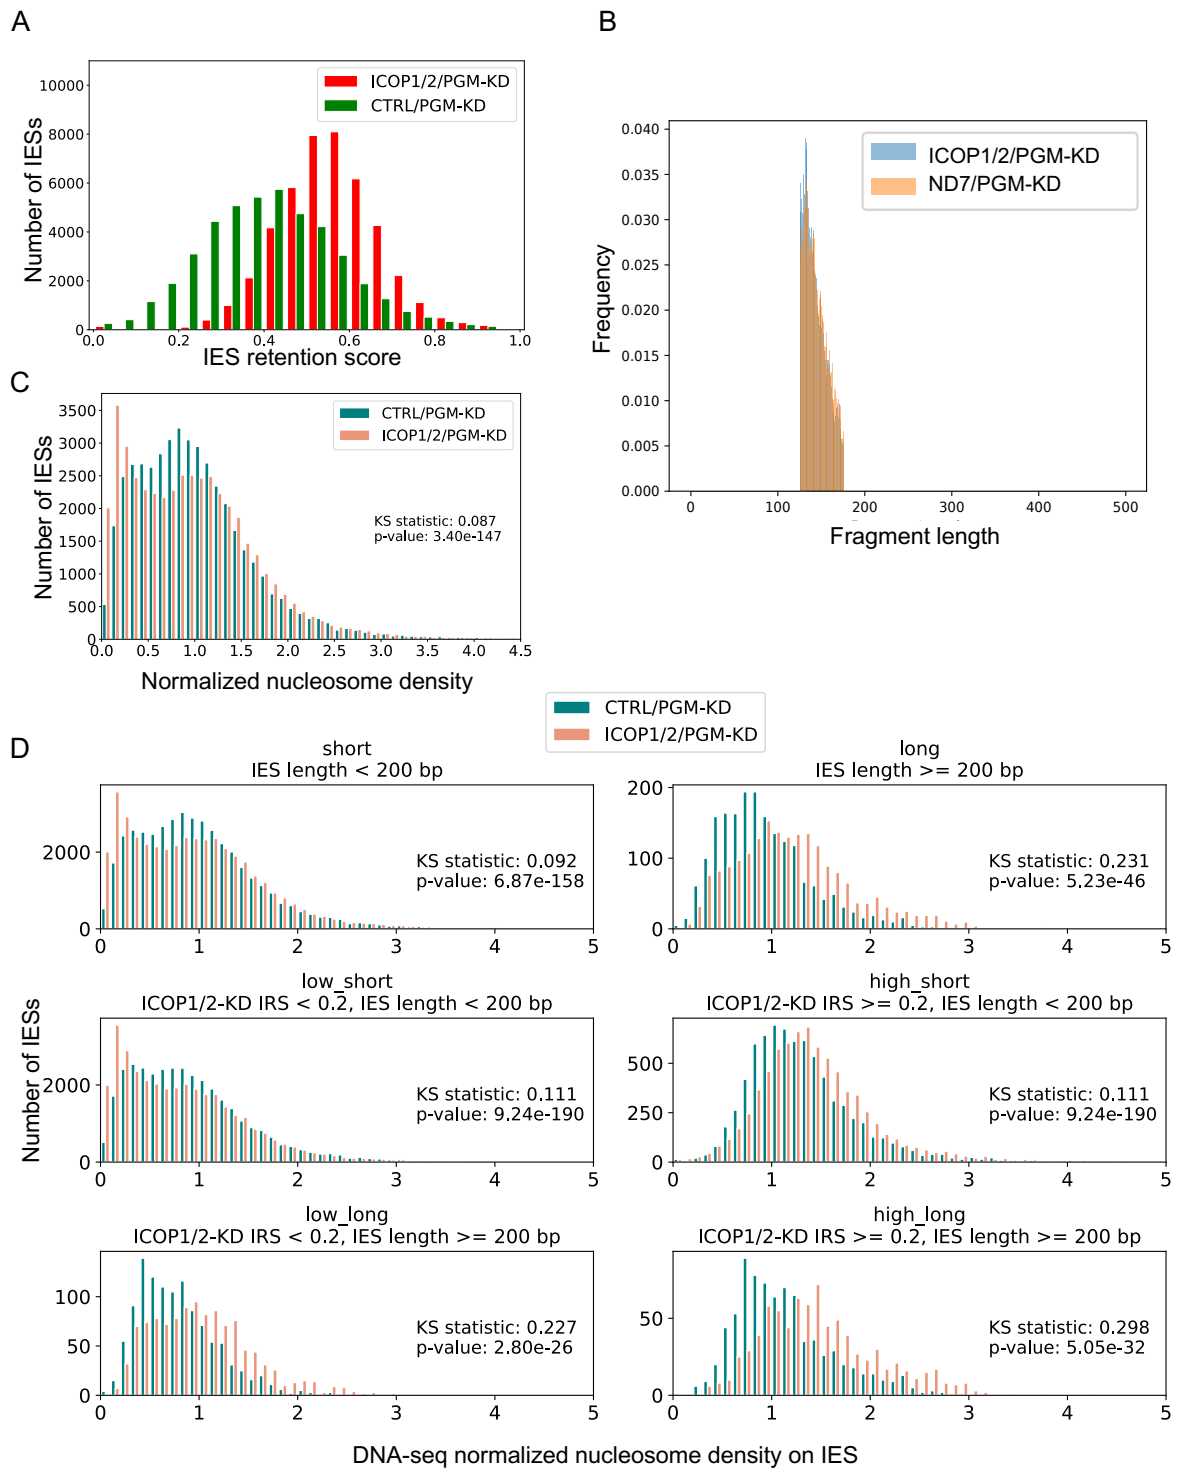 A
Number of IESs
10000
8000
6000
4000
2000
0
ICOP1/2/PGM-KD
CTRL/PGM-KD
0.0 0.2 0.4 0.6 0.8 1.0
IES retention score
B
Frequency
0.040
0.035
0.030
0.025
0.020
0.015
0.010
0.005
0.000
ICOP1/2/PGM-KD
ND7/PGM-KD
0 100 200 300 400 500
Fragment length
C
Number of IESs
3500
3000
2500
2000
1500
1000
500
0
CTRL/PGM-KD
ICOP1/2/PGM-KD
KS statistic: 0.087
p-value: 3.40e-147
0.0 0.5 1.0 1.5 2.0 2.5 3.0 3.5 4.0 4.5
Normalized nucleosome density
CTRL/PGM-KD
ICOP1/2/PGM-KD
D
Number of IESs
short
IES length < 200 bp
2000
0
KS statistic: 0.092
p-value: 6.87e-158
0 1 2 3 4 5
long
IES length >= 200 bp
200
100
0
KS statistic: 0.231
p-value: 5.23e-46
0 1 2 3 4 5
low_short
ICOP1/2-KD IRS < 0.2, IES length < 200 bp
2000
0
KS statistic: 0.111
p-value: 9.24e-190
0 1 2 3 4 5
high_short
ICOP1/2-KD IRS >= 0.2, IES length < 200 bp
500
250
0
KS statistic: 0.111
p-value: 9.24e-190
0 1 2 3 4 5
low_long
ICOP1/2-KD IRS < 0.2, IES length >= 200 bp
100
50
0
KS statistic: 0.227
p-value: 2.80e-26
0 1 2 3 4 5
high_long
ICOP1/2-KD IRS >= 0.2, IES length >= 200 bp
50
0
KS statistic: 0.298
p-value: 5.05e-32
0 1 2 3 4 5
DNA-seq normalized nucleosome density on IES